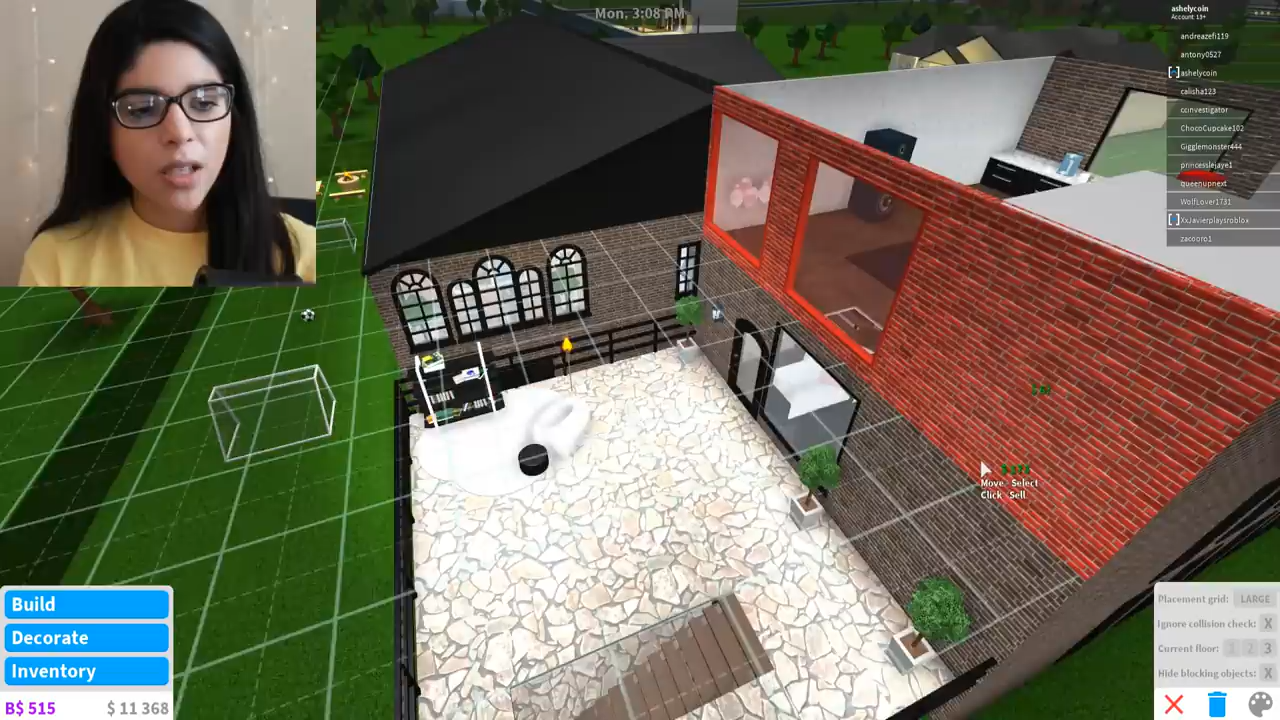 Mon. 3:08 PM
ashelycoin
Account: 13+
andreazefi119
antony0527
ashelycoin
calisha123
ccinvestigator
ChocoCupcake102
Gigglemonster444
princesslejaye1
queenupnext
WolfLover1731
XxJavierplaysroblox
zacooro1
Move Select
Click Sell
Build
Decorate
Inventory
B$ 515
$ 11 368
Placement grid: LARGE
Ignore collision check: X
Current floor: 1 2 3
Hide blocking objects: X